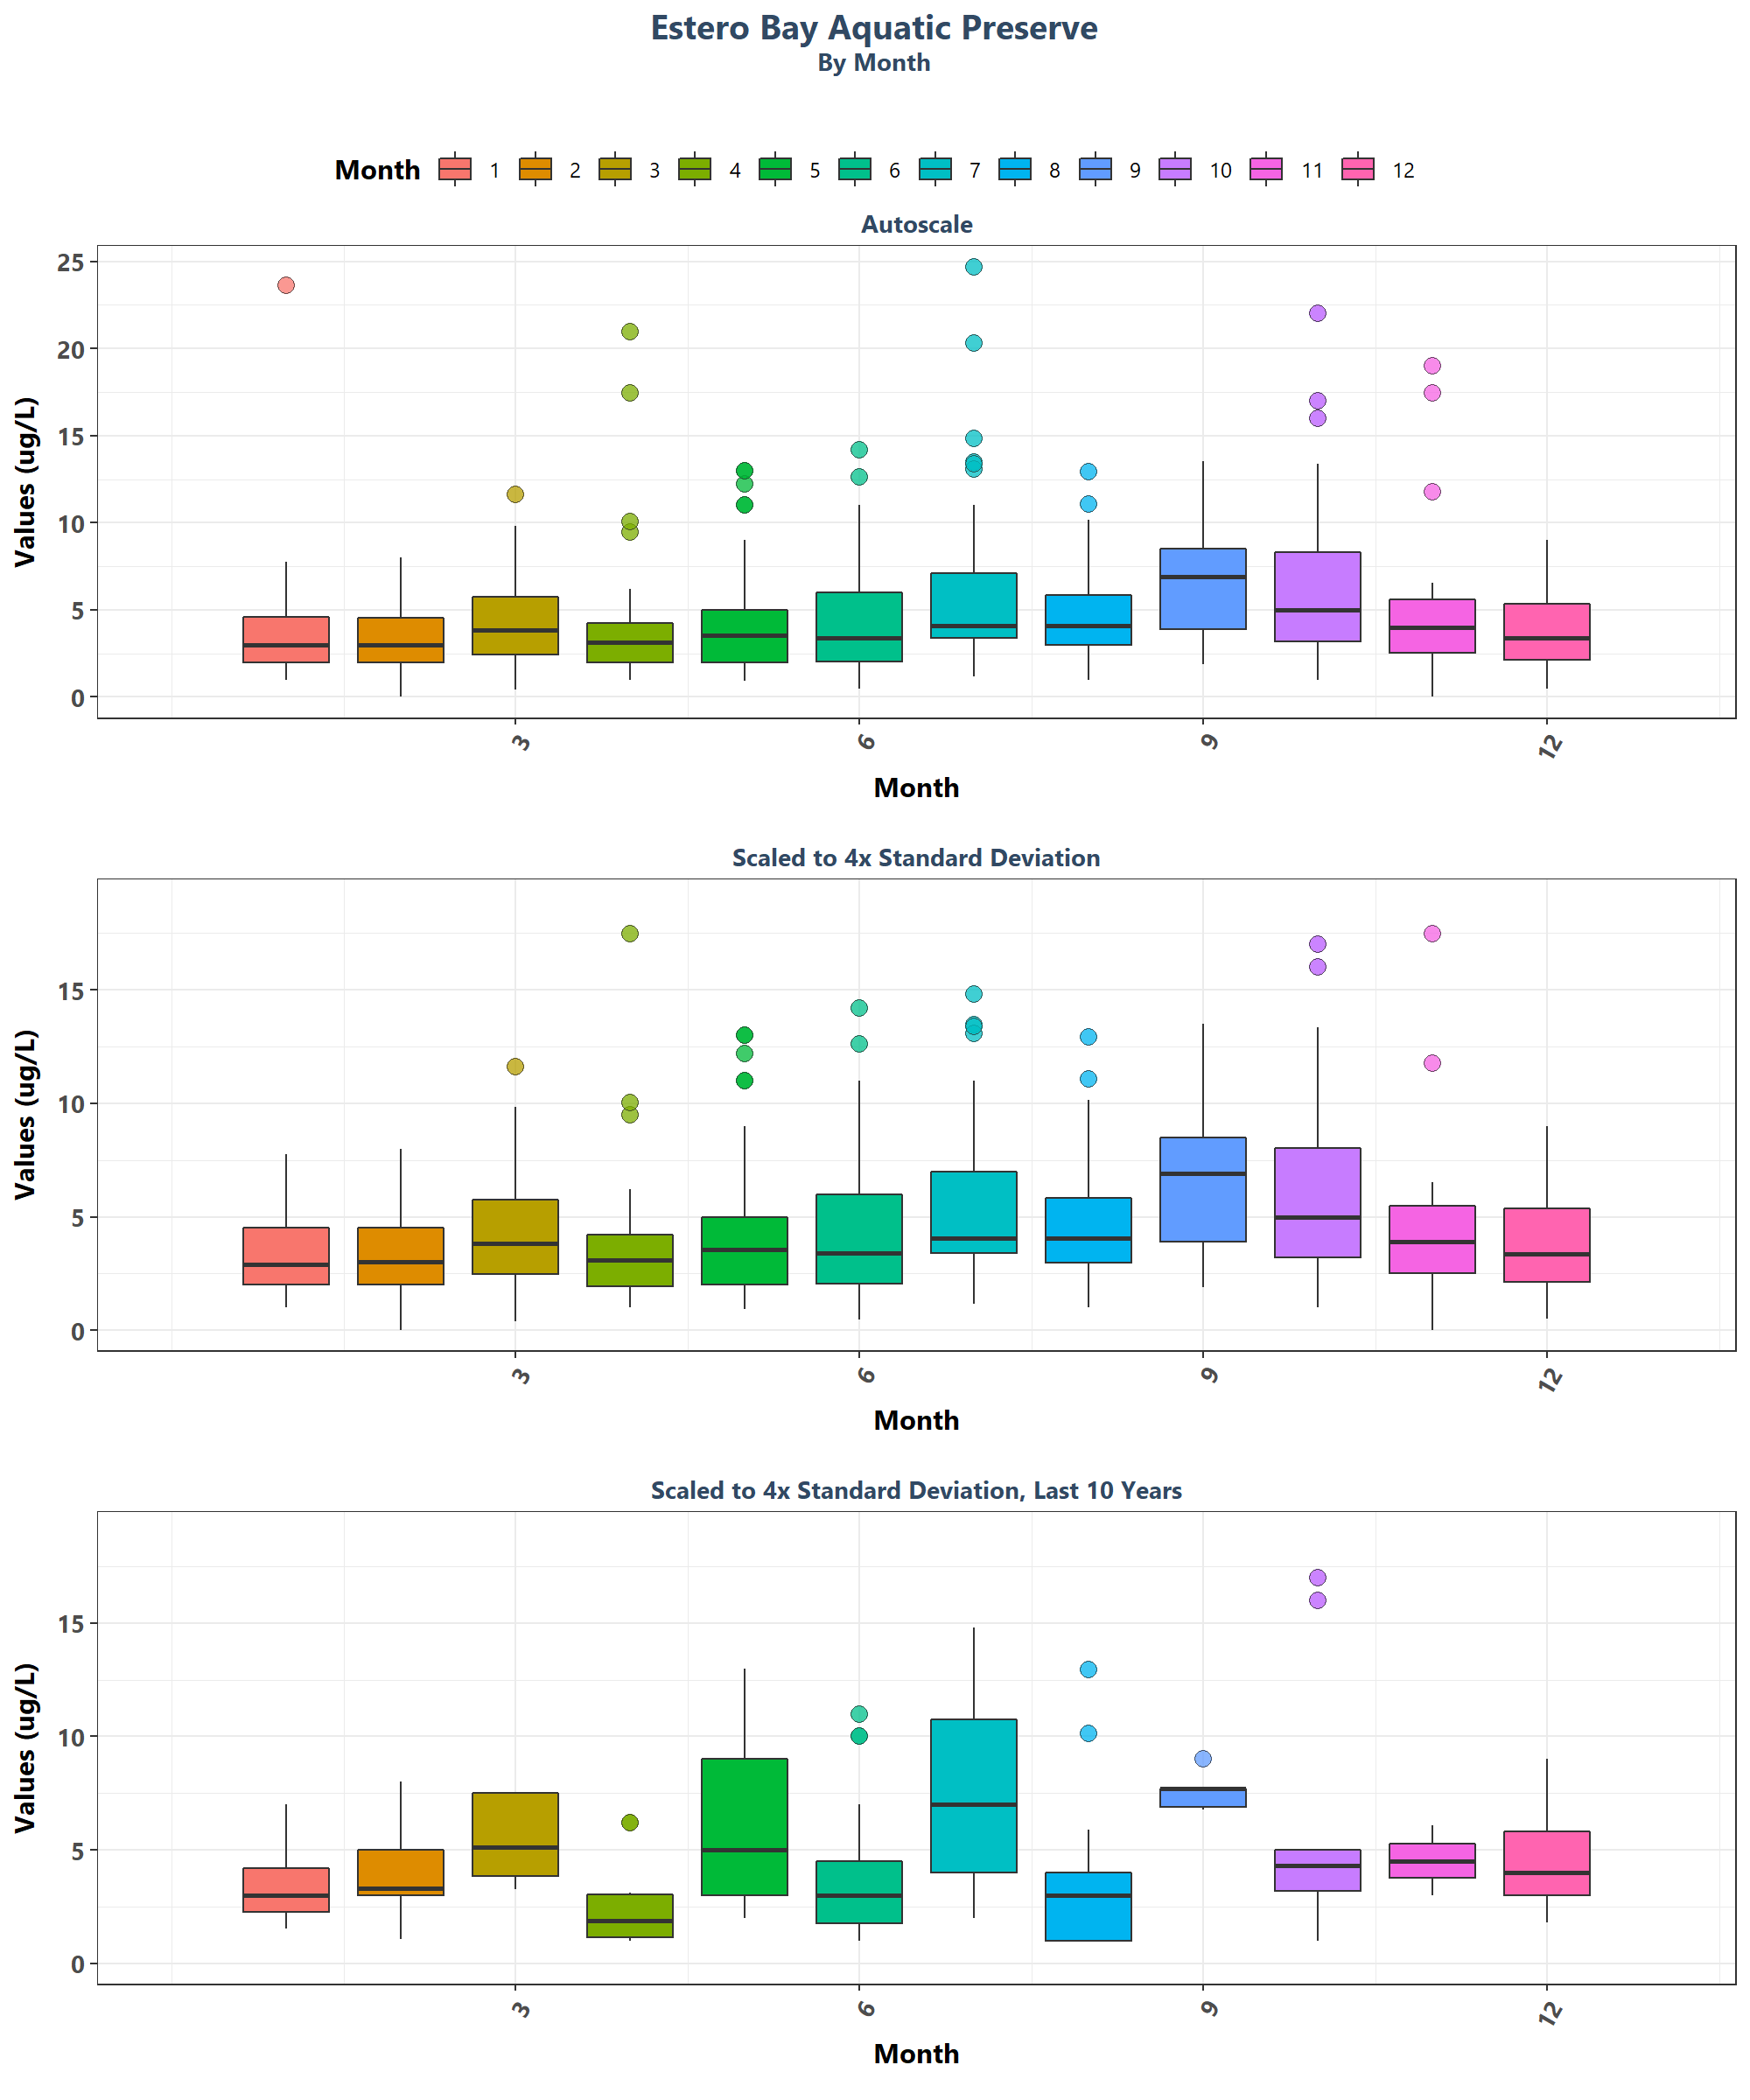 Estero Bay Aquatic Preserve
By Month
Month 1 2 3 4 5 6 7 8 9 10 11 12
Autoscale
Values (ug/L)
25
20
15
10
5
0
3 6 9 12
Month
Scaled to 4x Standard Deviation
Values (ug/L)
15
10
5
0
3 6 9 12
Month
Scaled to 4x Standard Deviation, Last 10 Years
Values (ug/L)
15
10
5
0
3 6 9 12
Month